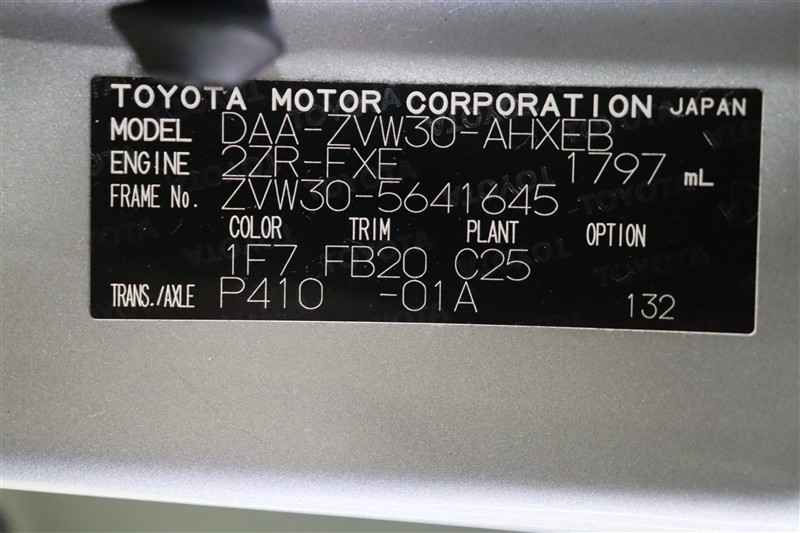 TOYOTA MOTOR CORPORATION JAPAN
MODEL DAA-ZVW30-AHXEB
ENGINE 2ZR-FXE 1797 mL
FRAME No. ZVW30-5641645
COLOR TRIM PLANT OPTION
1F7 FB20 C25
TRANS./AXLE P410 -01A 132